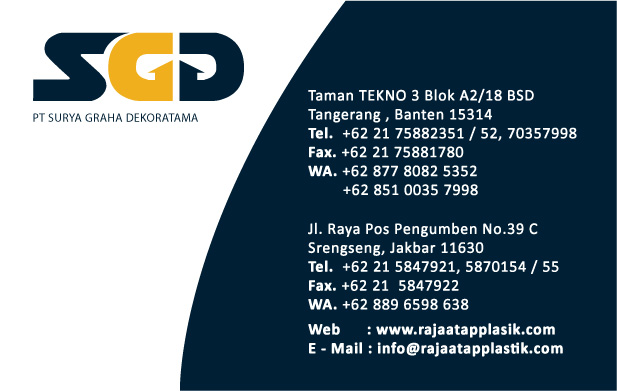 SGD
PT SURYA GRAHA DEKORATAMA
Taman TEKNO 3 Blok A2/18 BSD
Tangerang , Banten 15314
Tel. +62 21 75882351 / 52, 70357998
Fax. +62 21 75881780
WA. +62 877 8082 5352
+62 851 0035 7998
Jl. Raya Pos Pengumben No.39 C
Srengseng, Jakbar 11630
Tel. +62 21 5847921, 5870154 / 55
Fax. +62 21 5847922
WA. +62 889 6598 638
Web : www.rajaatapplasik.com
E - Mail : info@rajaatapplastik.com